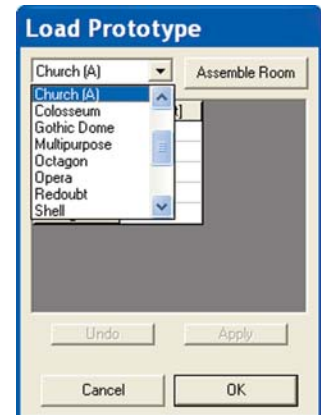 Load Prototype
Church (A)
Assemble Room
Church (A)
Colosseum
Gothic Dome
Multipurpose
Octagon
Opera
Redoubt
Shell
Undo
Apply
Cancel
OK